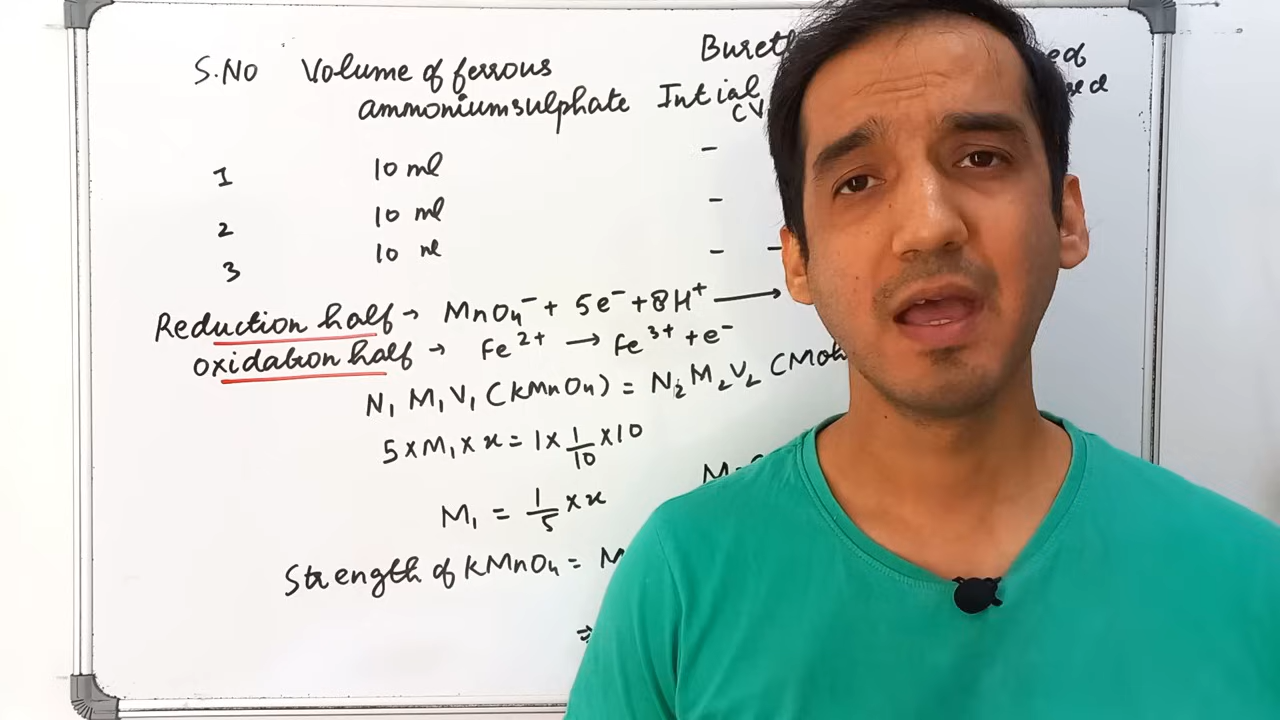 Buret
S.No Volume of ferrous
ammoniumsulphate Intial
1 10 ml -
2 10 ml -
3 10 ml - -
Reduction half → MnO4⁻ + 5e⁻ + 8H⁺ ⟶
oxidation half → Fe²⁺ → Fe³⁺ + e⁻
N₁ M₁ V₁ (KMnO4) = N₂ M₂ V₂ (Moh
5 × M₁ × x = 1 × 1/10 × 10
M₁ = 1/5 × x
Strength of KMnO4 = M
⇒